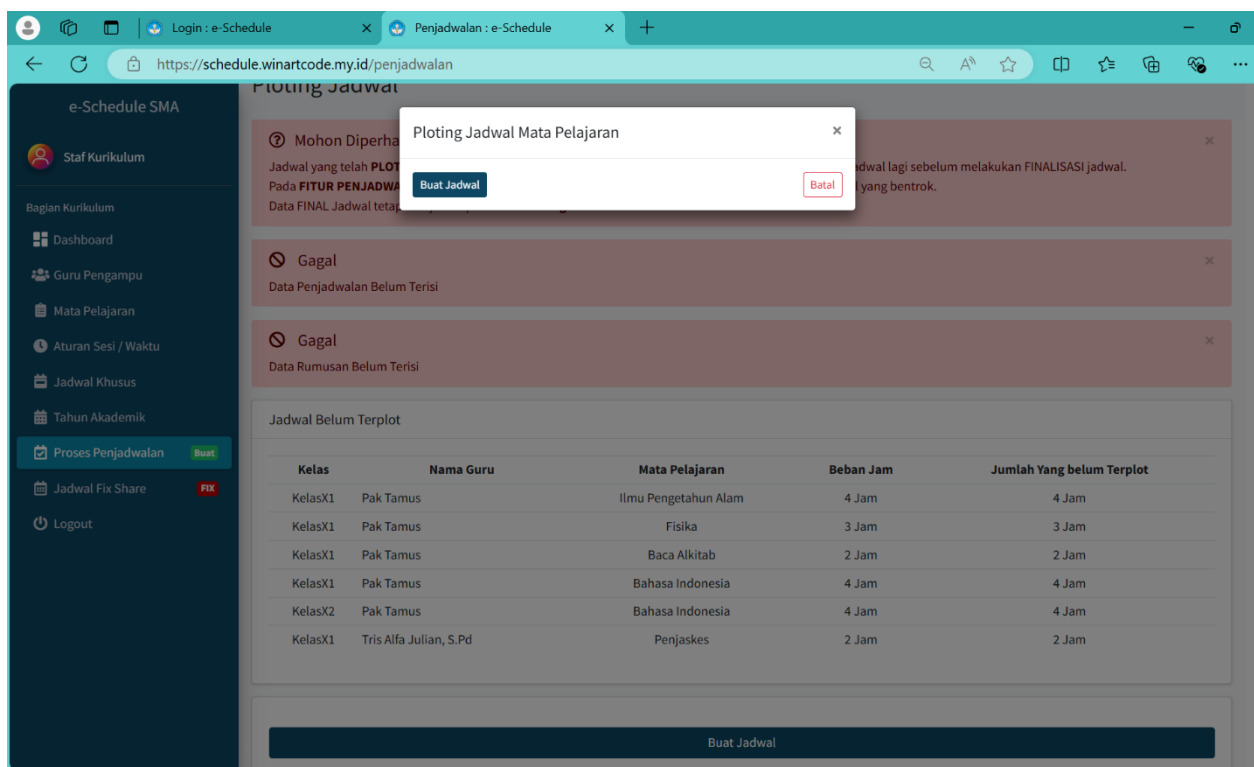 Login : e-Schedule
Penjadwalan : e-Schedule
https://schedule.winartcode.my.id/penjadwalan
e-Schedule SMA
Staf Kurikulum
Bagian Kurikulum
Dashboard
Guru Pengampu
Mata Pelajaran
Aturan Sesi / Waktu
Jadwal Khusus
Tahun Akademik
Proses Penjadwalan Buat
Jadwal Fix Share FIX
Logout
Ploting Jadwal
Ploting Jadwal Mata Pelajaran
Buat Jadwal Batal
Mohon Diperha
Jadwal yang telah PLOT dwal lagi sebelum melakukan FINALISASI jadwal.
Pada FITUR PENJADWA yang bentrok.
Data FINAL Jadwal tetap
Gagal
Data Penjadwalan Belum Terisi
Gagal
Data Rumusan Belum Terisi
Jadwal Belum Terplot
Kelas Nama Guru Mata Pelajaran Beban Jam Jumlah Yang belum Terplot
KelasX1 Pak Tamus Ilmu Pengetahun Alam 4 Jam 4 Jam
KelasX1 Pak Tamus Fisika 3 Jam 3 Jam
KelasX1 Pak Tamus Baca Alkitab 2 Jam 2 Jam
KelasX1 Pak Tamus Bahasa Indonesia 4 Jam 4 Jam
KelasX2 Pak Tamus Bahasa Indonesia 4 Jam 4 Jam
KelasX1 Tris Alfa Julian, S.Pd Penjaskes 2 Jam 2 Jam
Buat Jadwal